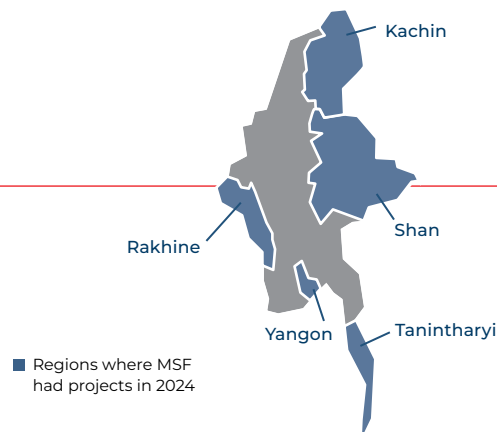 Kachin
Shan
Rakhine
Yangon
Tanintharyi
Regions where MSF
had projects in 2024